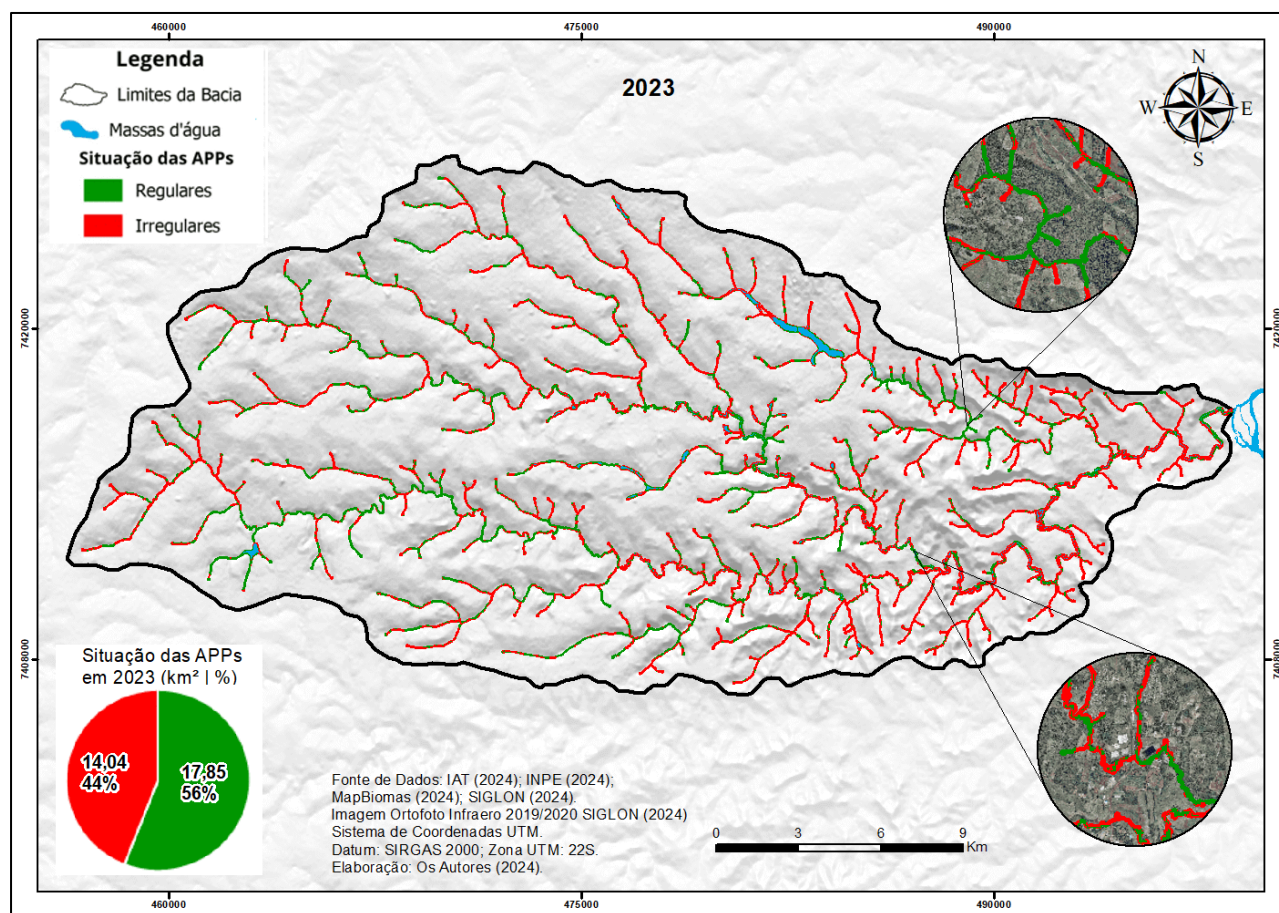 460000
475000
490000
Legenda
Limites da Bacia
Massas d'água
Situação das APPs
Regulares
Irregulares
2023
N
W
E
S
7420000
7420000
7408000
7408000
Situação das APPs
em 2023 (km² | %)
14,04
44%
17,85
56%
Fonte de Dados: IAT (2024); INPE (2024);
MapBiomas (2024); SIGLON (2024).
Imagem Ortofoto Infraero 2019/2020 SIGLON (2024)
Sistema de Coordenadas UTM.
Datum: SIRGAS 2000; Zona UTM: 22S.
Elaboração: Os Autores (2024).
0 3 6 9
Km
460000
475000
490000